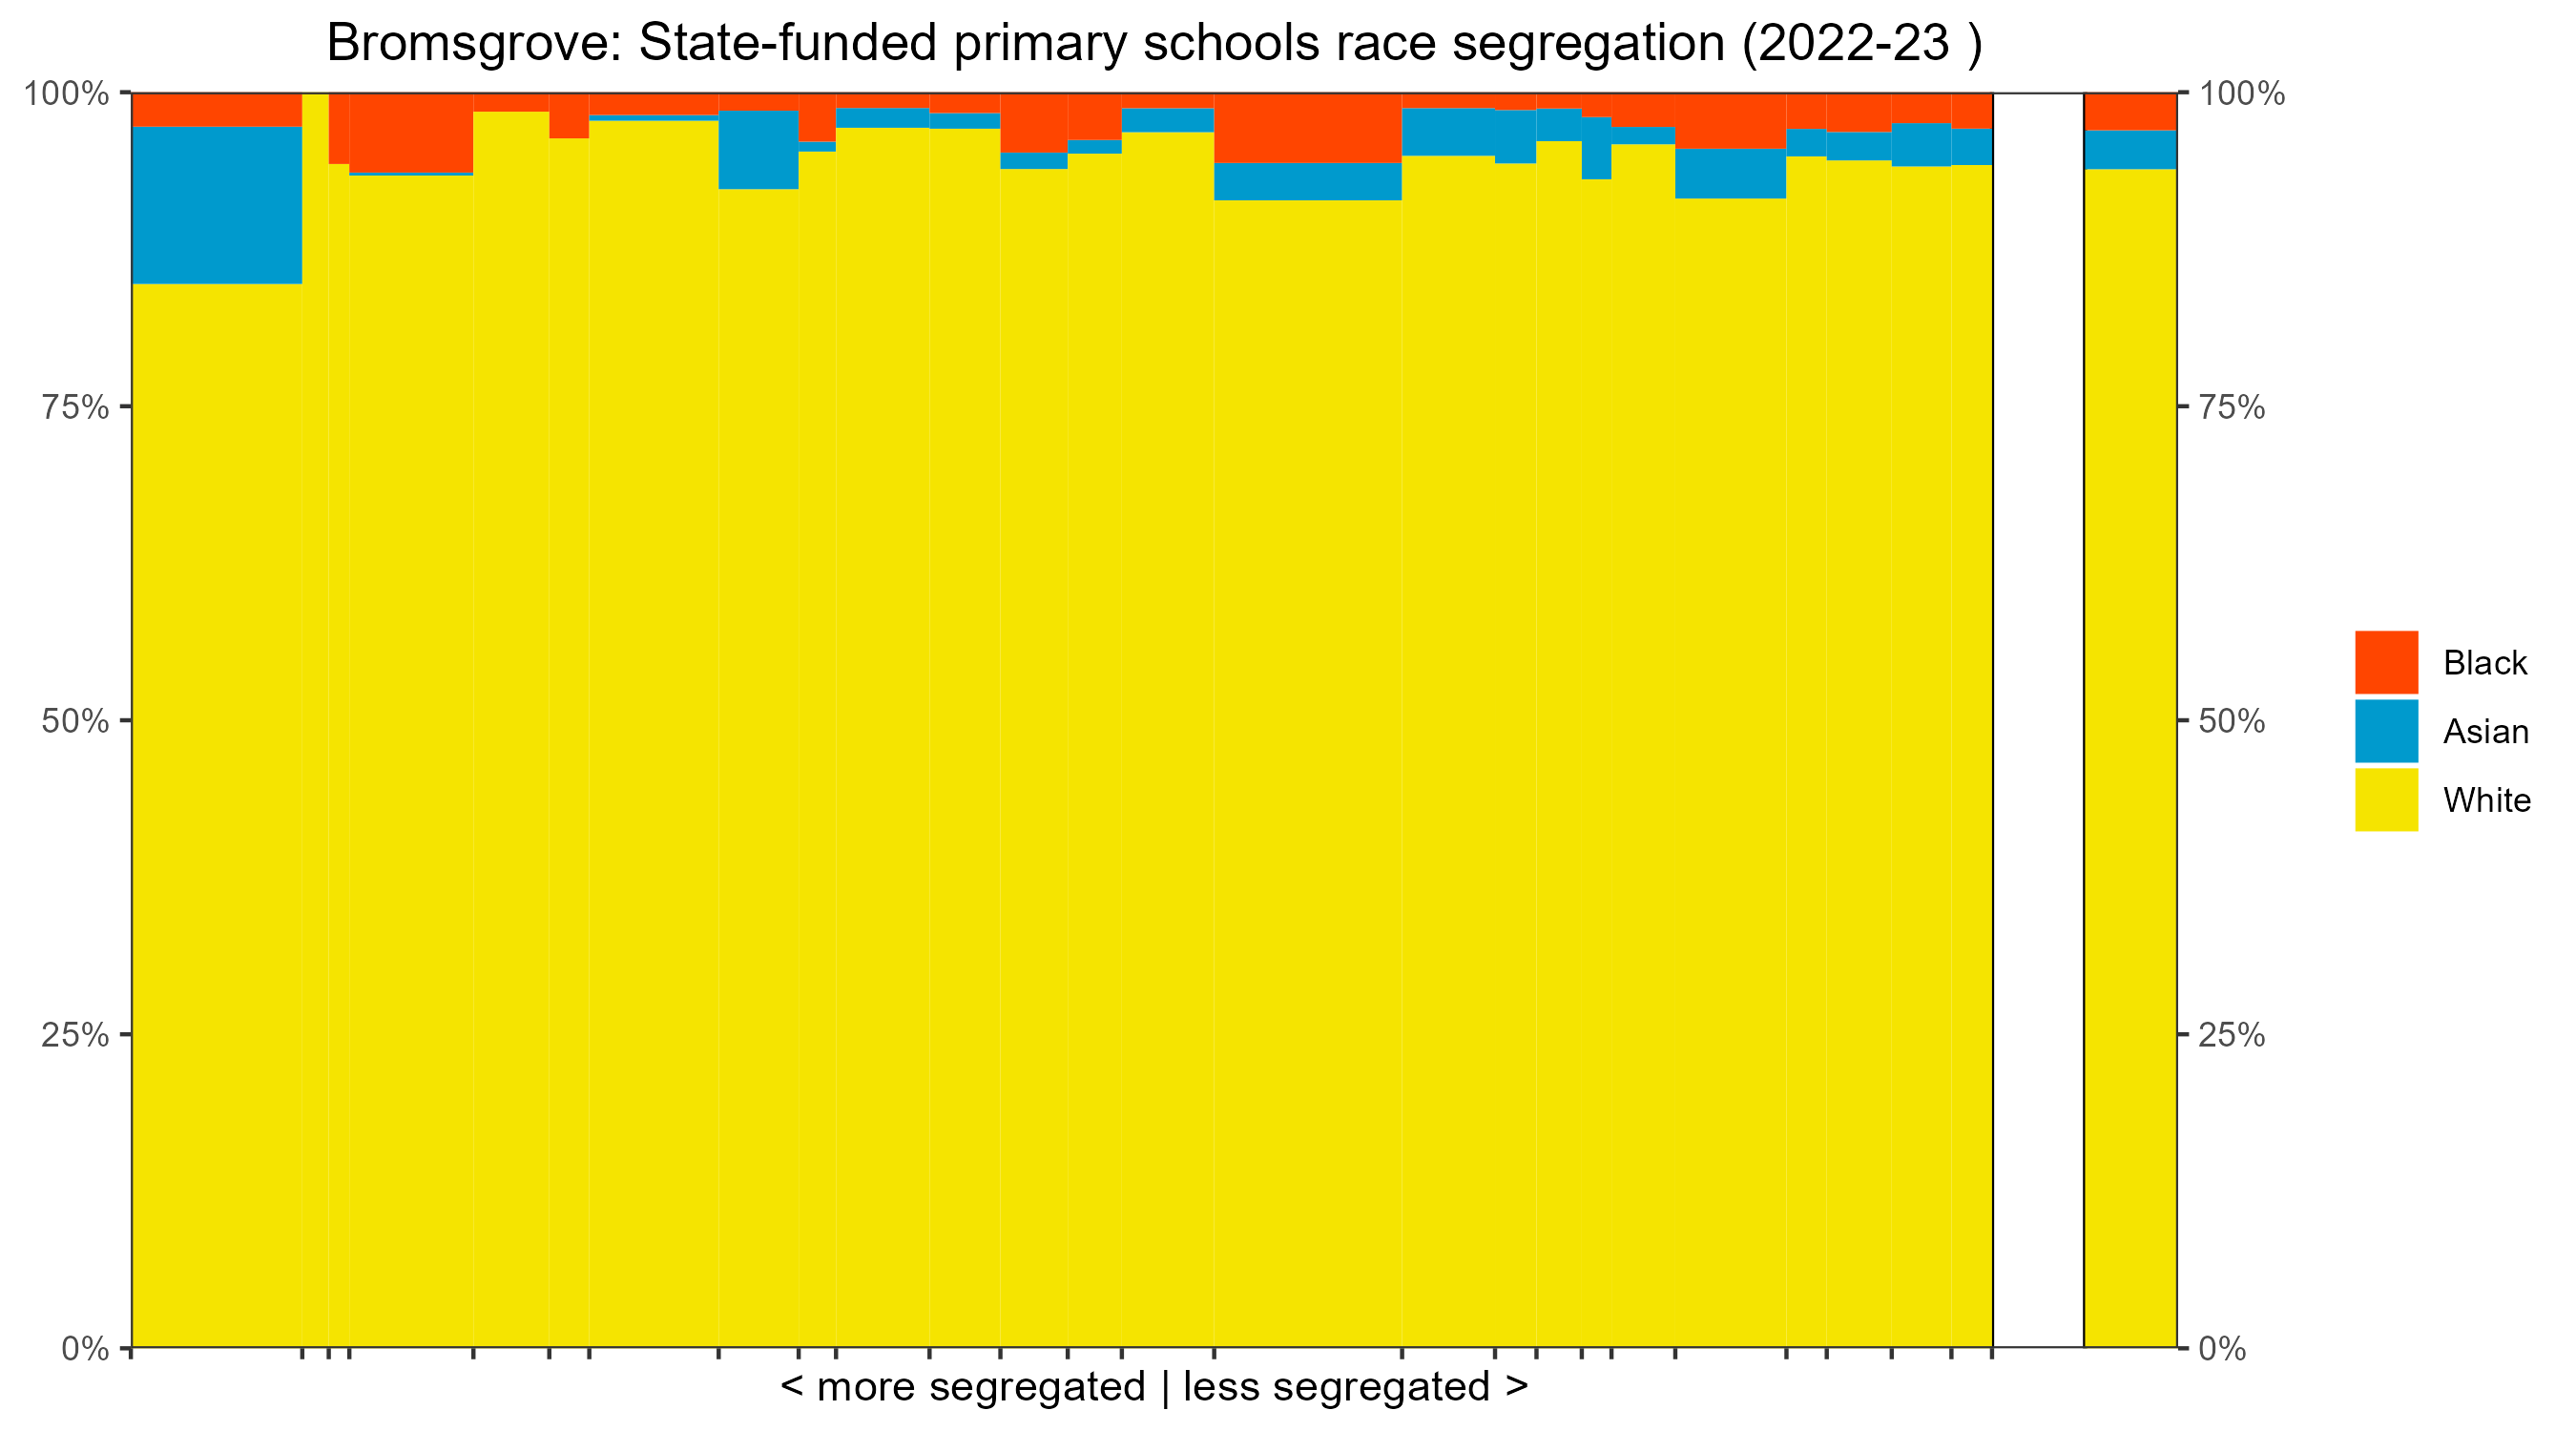 Bromsgrove: State-funded primary schools race segregation (2022-23 )
100%
75%
50%
25%
0%
100%
75%
50%
25%
0%
Black
Asian
White
< more segregated | less segregated >